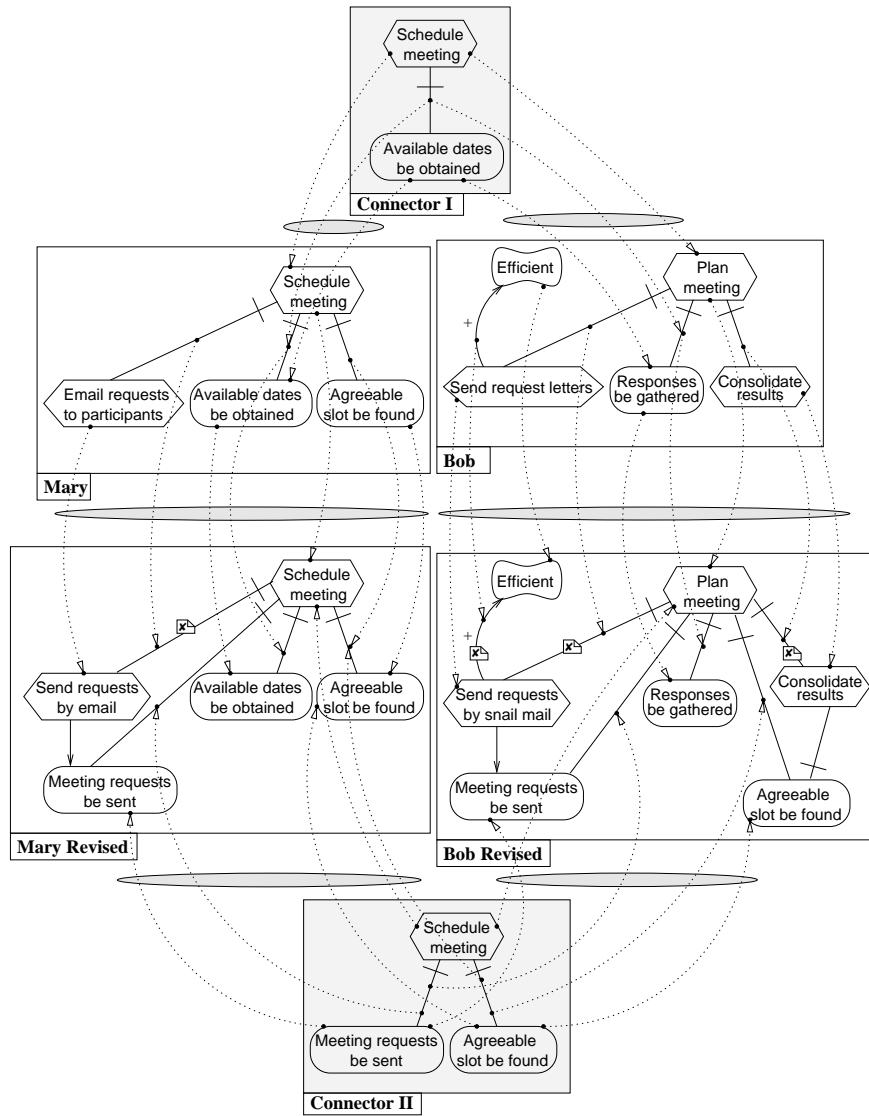 Schedule
meeting
Available dates
be obtained
Connector I
Schedule
meeting
Email requests
to participants
Available dates
be obtained
Agreeable
slot be found
Mary
Efficient
Plan
meeting
+
Send request letters
Responses
be gathered
Consolidate
results
Bob
Schedule
meeting
Send requests
by email
Available dates
be obtained
Agreeable
slot be found
Meeting requests
be sent
Mary Revised
Efficient
Plan
meeting
+
Send requests
by snail mail
Responses
be gathered
Consolidate
results
Meeting requests
be sent
Agreeable
slot be found
Bob Revised
Schedule
meeting
Meeting requests
be sent
Agreeable
slot be found
Connector II